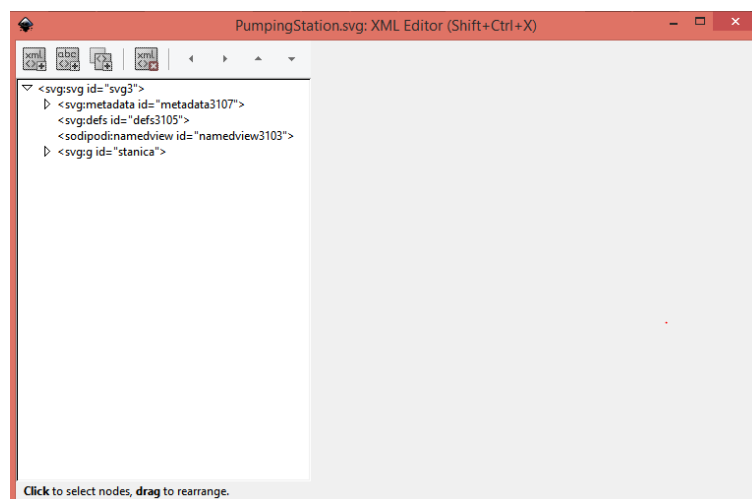 PumpingStation.svg: XML Editor (Shift+Ctrl+X)
xml abc xml
<svg:svg id="svg3">
<svg:metadata id="metadata3107">
<svg:defs id="defs3105">
<sodipodi:namedview id="namedview3103">
<svg:g id="stanica">
Click to select nodes, drag to rearrange.